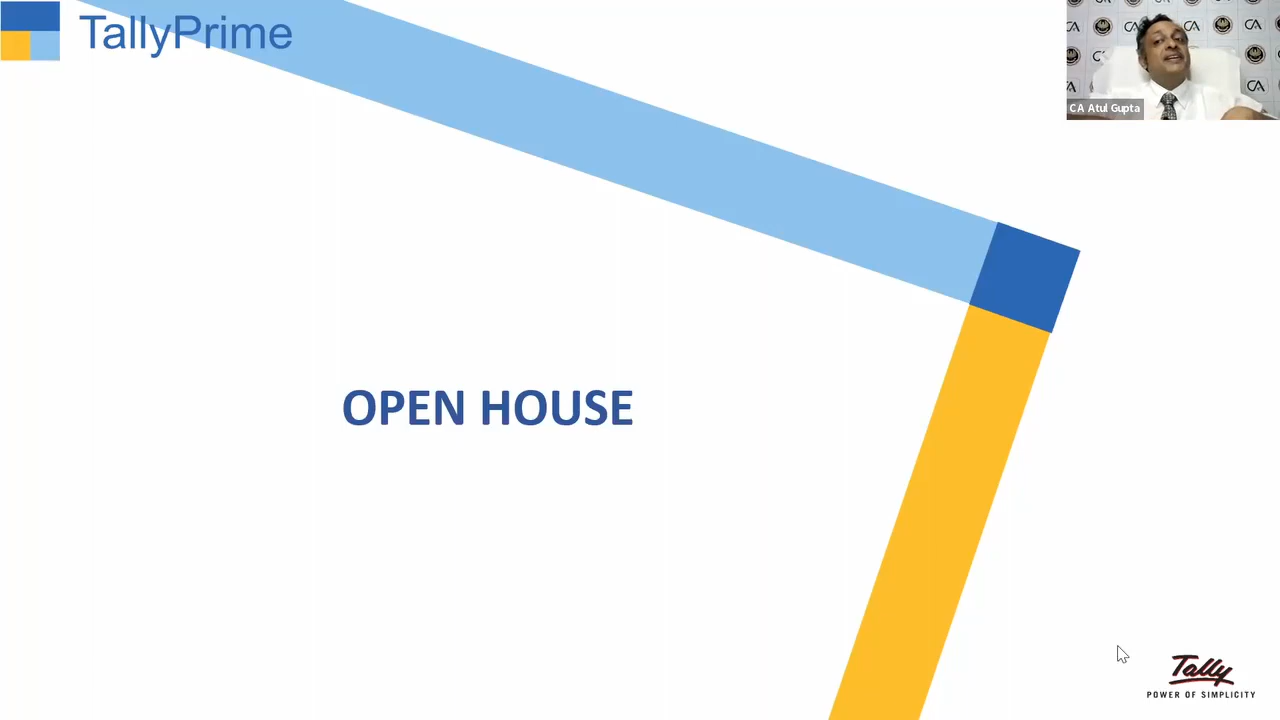 TallyPrime
CA Atul Gupta
OPEN HOUSE
Tally
POWER OF SIMPLICITY